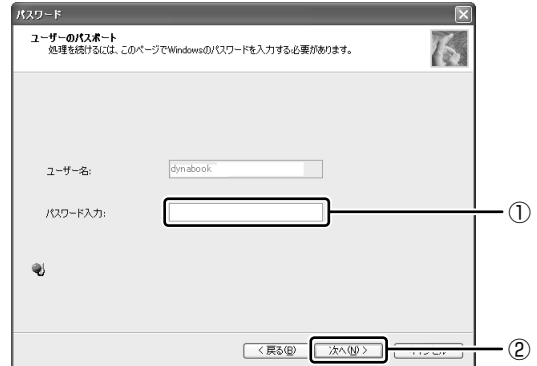 パスワード
ユーザーのパスポート
処理を続けるには、このページでWindowsのパスワードを入力する必要があります。
ユーザー名:
dynabook
パスワード入力:
①
< 戻る(B)
次へ(N) >
②